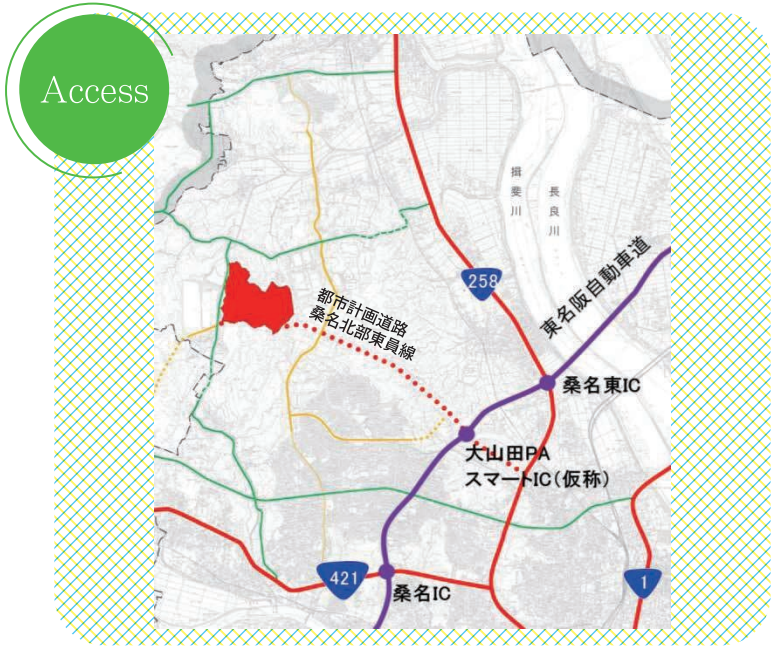 Access
揖斐川
長良川
258
東名阪自動車道
都市計画道路
桑名北部東員線
桑名東IC
大山田PA
スマートIC(仮称)
421
桑名IC
1